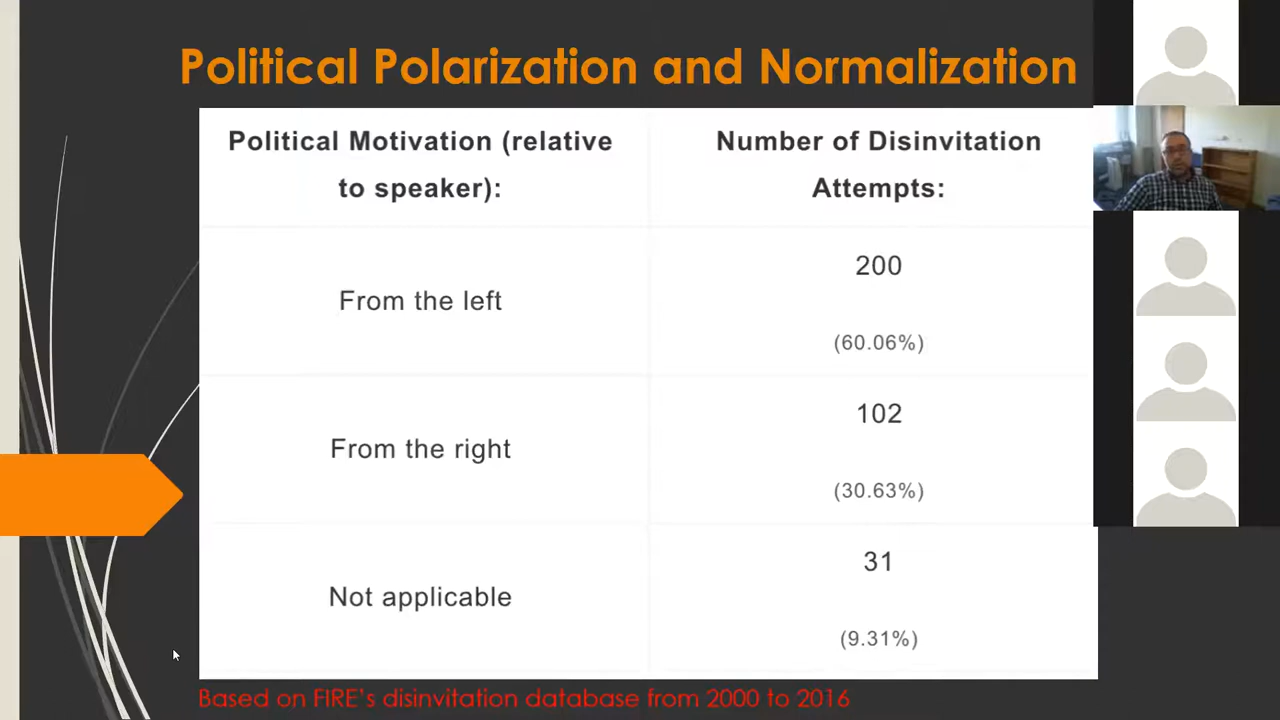 Political Polarization and Normalization
Political Motivation (relative
to speaker):
Number of Disinvitation
Attempts:
From the left
200
(60.06%)
From the right
102
(30.63%)
Not applicable
31
(9.31%)
Based on FIRE's disinvitation database from 2000 to 2016